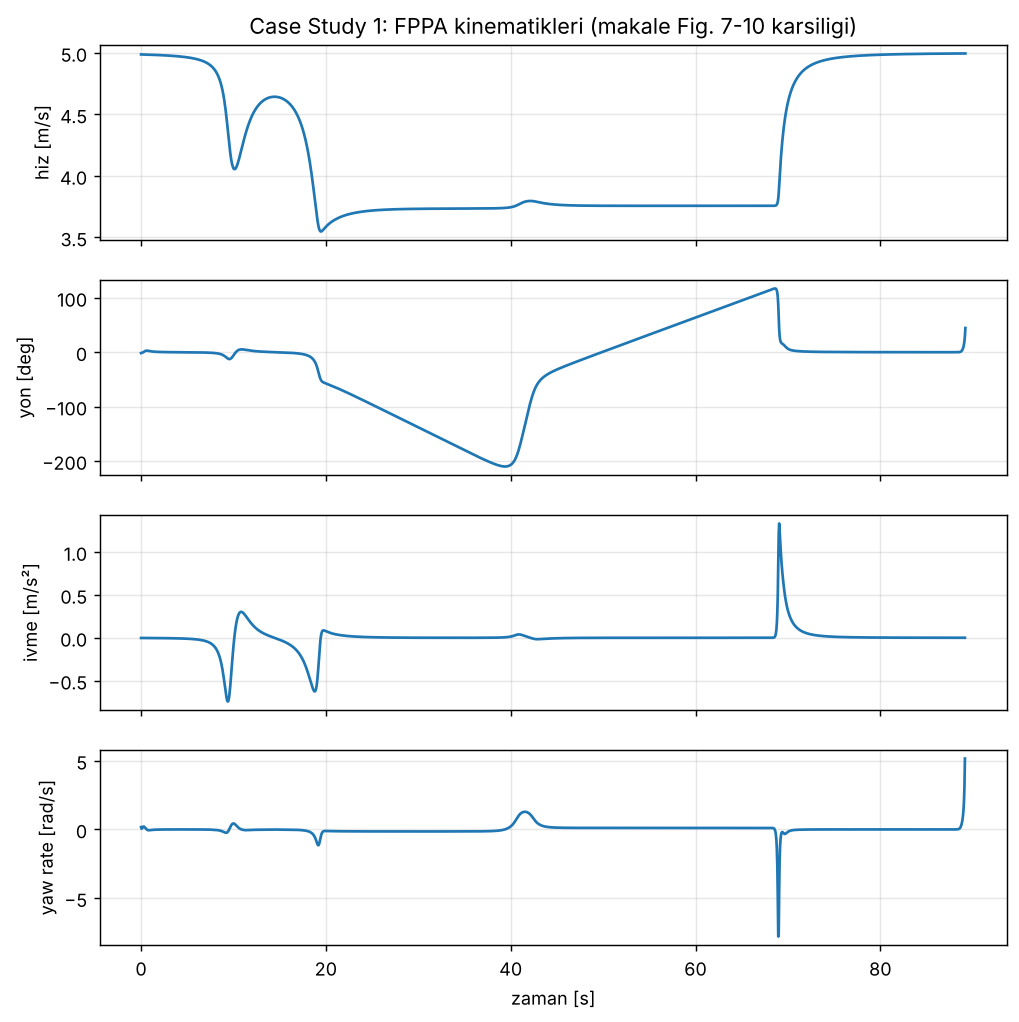 Case Study 1: FPPA kinematikleri (makale Fig. 7-10 karsiligi)
5.0
4.5
4.0
3.5
hiz [m/s]
100
0
−100
−200
yon [deg]
1.0
0.5
0.0
−0.5
ivme [m/s²]
5
0
−5
yaw rate [rad/s]
0 20 40 60 80
zaman [s]